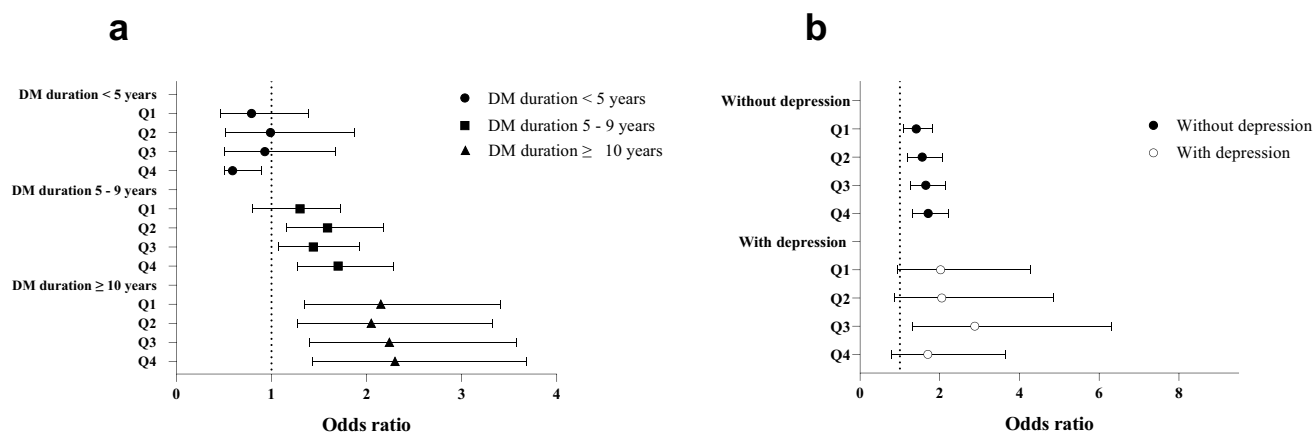 a
DM duration < 5 years
Q1
Q2
Q3
Q4
DM duration 5 - 9 years
Q1
Q2
Q3
Q4
DM duration ≥ 10 years
Q1
Q2
Q3
Q4
0 1 2 3 4
Odds ratio
DM duration < 5 years
DM duration 5 - 9 years
DM duration ≥ 10 years
b
Without depression
Q1
Q2
Q3
Q4
With depression
Q1
Q2
Q3
Q4
0 2 4 6 8
Odds ratio
Without depression
With depression